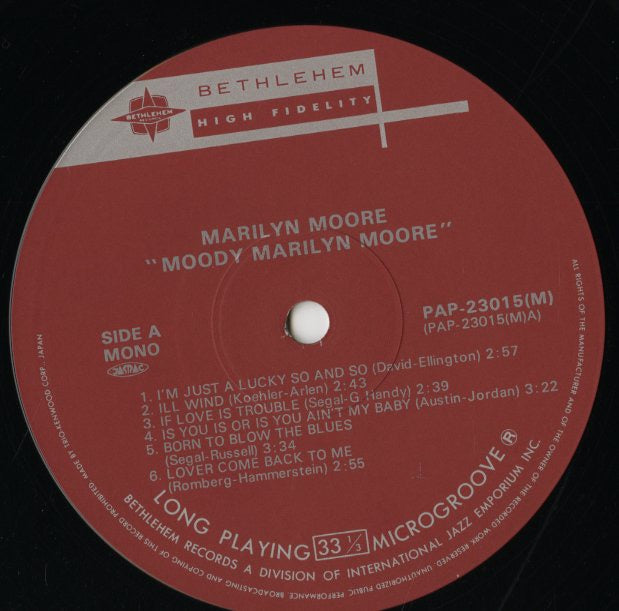 BETHLEHEM
HIGH FIDELITY
BETHLEHEM
RECORDS
MARILYN MOORE
"MOODY MARILYN MOORE"
SIDE A
MONO
JASRAC
PAP-23015(M)
(PAP-23015(M)A)
1. I'M JUST A LUCKY SO AND SO (David-Ellington) 2:57
2. ILL WIND (Koehler-Arlen) 2:43
3. IF LOVE IS TROUBLE (Segal-G Handy) 2:39
4. IS YOU IS OR IS YOU AIN'T MY BABY (Austin-Jordan) 3:22
5. BORN TO BLOW THE BLUES
(Segal-Russell) 3:34
6. LOVER COME BACK TO ME
(Romberg-Hammerstein) 2:55
LONG PLAYING 33 1/3 MICROGROOVE ®
BETHLEHEM RECORDS A DIVISION OF INTERNATIONAL JAZZ EMPORIUM INC.
ALL RIGHTS OF THE MANUFACTURER AND OF THE OWNER OF THE RECORDED WORK RESERVED. UNAUTHORIZED PUBLIC PERFORMANCE BROADCASTING AND COPYING OF THIS RECORD PROHIBITED. MADE BY TRIO-KENWOOD CORP. JAPAN